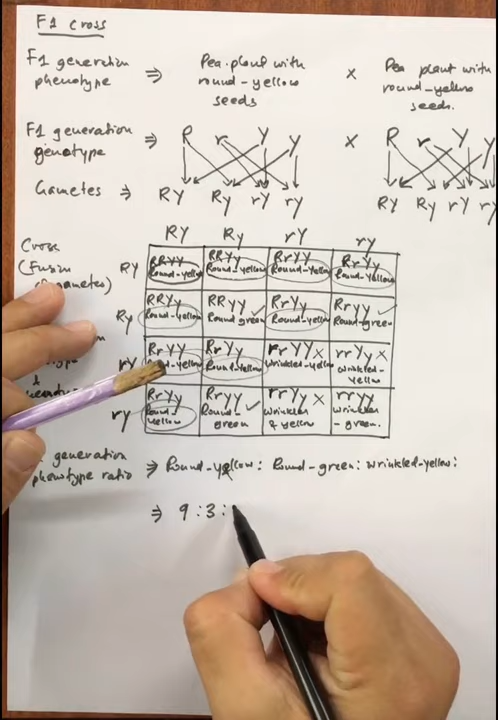 F1 cross
F1 generation phenotype ⇒ Pea plant with round-yellow seeds × Pea plant with round-yellow seeds.
F1 generation genotype ⇒ R r Y y × R r Y y
Gametes ⇒ RY Ry rY ry RY Ry rY ry
RY Ry rY ry
Cross
(Fusion
gametes)
RY RRYY Round-yellow RRYy Round-yellow RrYY Round-yellow RrYy Round-Yellow
Ry RRYy Round-yellow RRyy Round green ✓ RrYy Round-yellow Rryy Round-green ✓
rY RrYY Round-yellow RrYy Round-yellow rrYY × wrinkled-yellow rrYy × wrinkled-yellow
ry RrYy Round-yellow Rryy Round-green ✓ rrYy × wrinkled & yellow rryy wrinkled-green.
generation
phenotype ratio ⇒ Round-yellow : Round-green : wrinkled-yellow :
⇒ 9 : 3 :